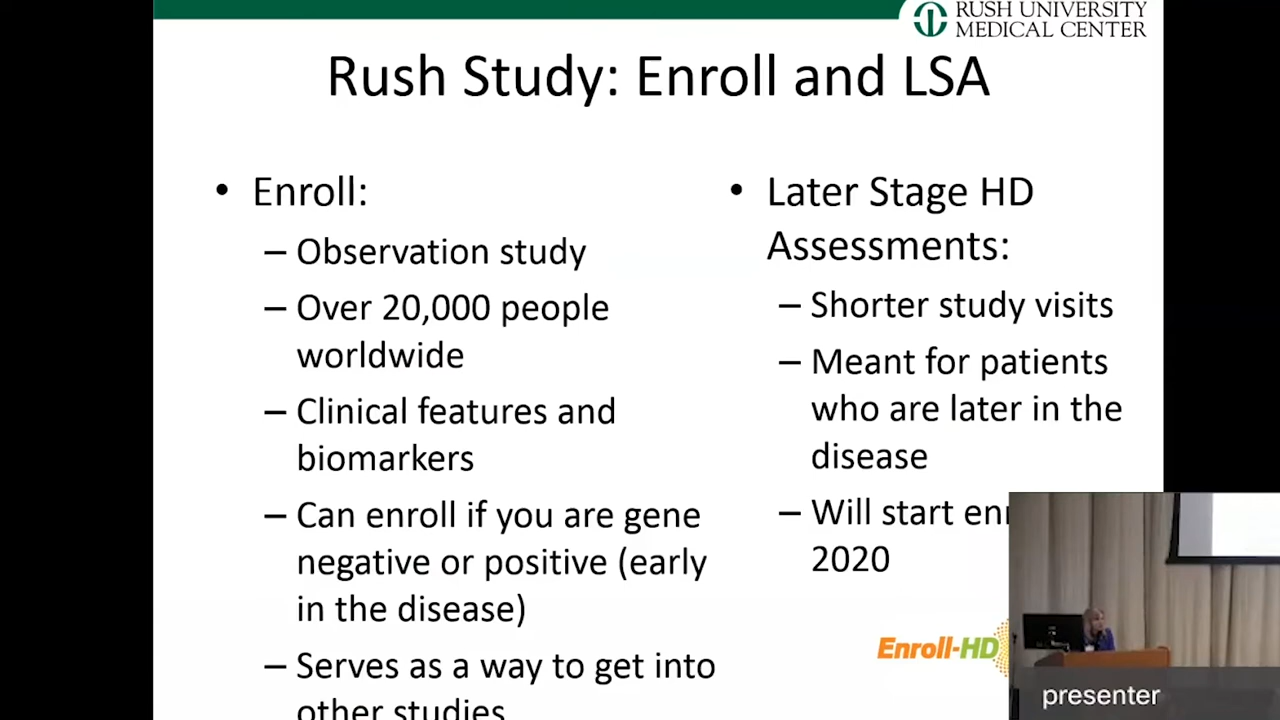 RUSH UNIVERSITY
MEDICAL CENTER
Rush Study: Enroll and LSA
• Enroll:
– Observation study
– Over 20,000 people
worldwide
– Clinical features and
biomarkers
– Can enroll if you are gene
negative or positive (early
in the disease)
– Serves as a way to get into
other studies
• Later Stage HD
Assessments:
– Shorter study visits
– Meant for patients
who are later in the
disease
– Will start
2020
Enroll-HD
presenter